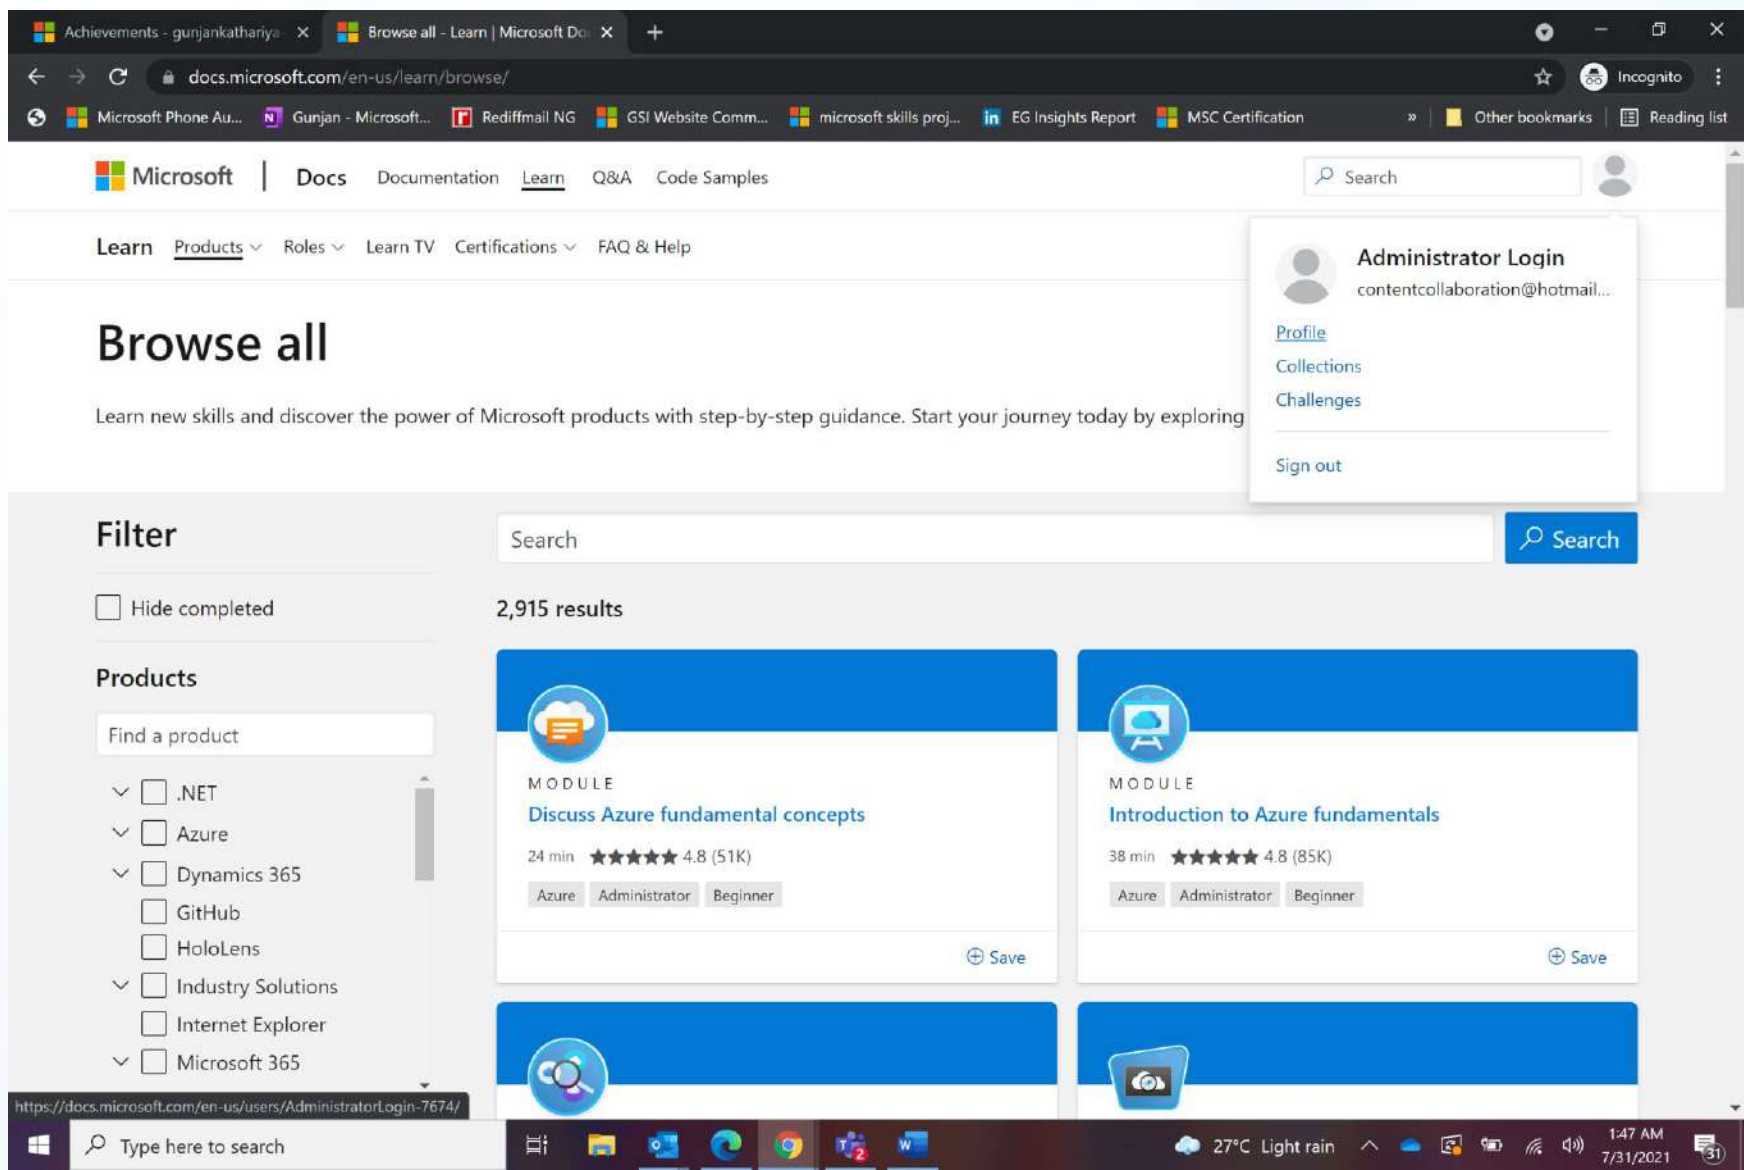 Achievements - gunjankathariya-
Browse all - Learn | Microsoft Do
docs.microsoft.com/en-us/learn/browse/
Incognito
Microsoft Phone Au...
Gunjan - Microsoft...
Rediffmail NG
GSI Website Comm...
microsoft skills proj...
EG Insights Report
MSC Certification
»
Other bookmarks
Reading list
Microsoft | Docs Documentation Learn Q&A Code Samples
Search
Learn Products Roles Learn TV Certifications FAQ & Help
Administrator Login
contentcollaboration@hotmail...
Profile
Collections
Challenges
Sign out
Browse all
Learn new skills and discover the power of Microsoft products with step-by-step guidance. Start your journey today by exploring
Filter
Search
Search
Hide completed
2,915 results
Products
Find a product
.NET
Azure
Dynamics 365
GitHub
HoloLens
Industry Solutions
Internet Explorer
Microsoft 365
MODULE
Discuss Azure fundamental concepts
24 min ★★★★★ 4.8 (51K)
Azure Administrator Beginner
Save
MODULE
Introduction to Azure fundamentals
38 min ★★★★★ 4.8 (85K)
Azure Administrator Beginner
Save
https://docs.microsoft.com/en-us/users/AdministratorLogin-7674/
Type here to search
2
27°C Light rain
1:47 AM
7/31/2021
31